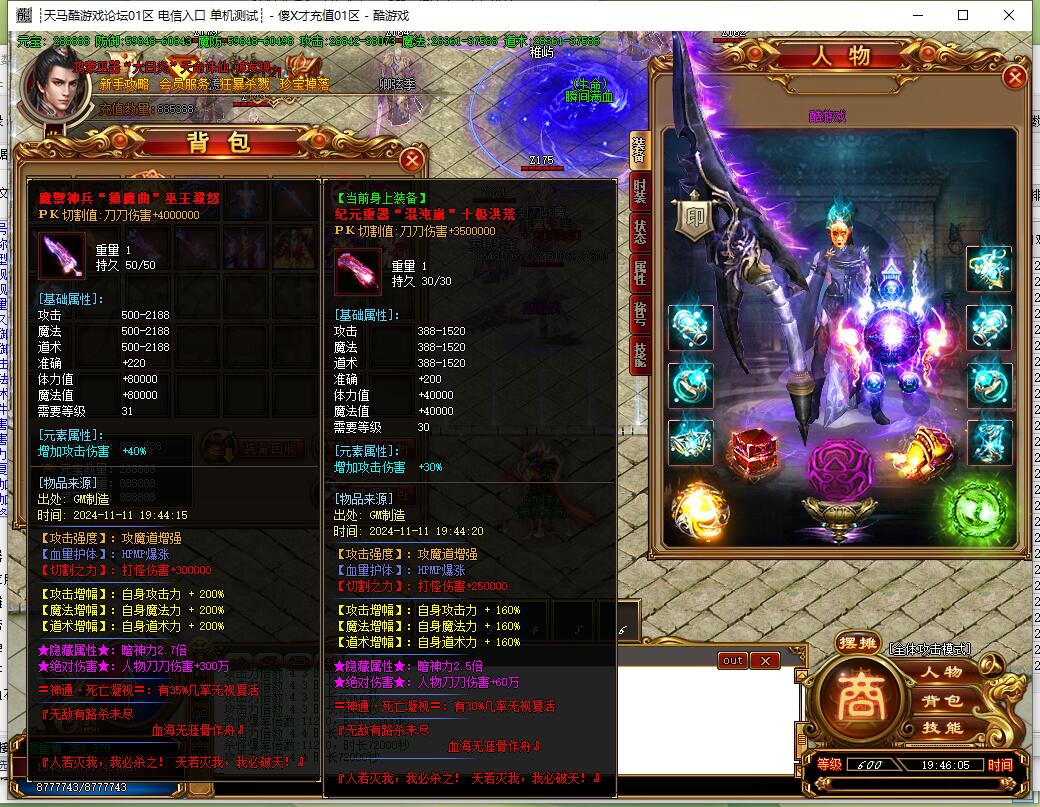 天马酷游戏论坛01区 电信入口 单机测试 - 傻X才充值01区 - 酷游戏
元宝: 288888 防御:59846-60843 魔防:59848-60498
新手攻略 会员服务 狂暴杀戮 珍宝掉落
(生命)
瞬间满血
Z175
背包
人物
酷游戏
装备
时装
状态
属性
称号
技能
印
魔禦神兵“鎮魔曲”巫王凝怒
PK切割值:刀刀伤害+4000000
重量 1
持久 50/50
[基础属性]:
攻击 500-2188
魔法 500-2188
道术 500-2188
准确 +220
体力值 +80000
魔法值 +80000
需要等级 31
[元素属性]:
增加攻击伤害 +40%
[物品来源]
出处: GM制造
时间: 2024-11-11 19:44:15
【攻击强度】: 攻魔道增强
【血量护体】: HPMP爆涨
【切割之力】: 打怪伤害+300000
【攻击增幅】: 自身攻击力 + 200%
【魔法增幅】: 自身魔法力 + 200%
【道术增幅】: 自身道术力 + 200%
★隐藏属性★: 暗神力2.7倍
★绝对伤害★: 人物刀刀伤害+300万
=神通·死亡凝视=: 有35%几率无视复活
『无敌有路杀未尽
血海无涯骨作舟』
『人若灭我，我必杀之！ 天若灭我，我必破天！』
8777743/8777743
【当前身上装备】
纪元重器“混沌崩”十极洪荒
PK切割值:刀刀伤害+3500000
重量 1
持久 30/30
[基础属性]:
攻击 388-1520
魔法 388-1520
道术 388-1520
准确 +200
体力值 +40000
魔法值 +40000
需要等级 30
[元素属性]:
增加攻击伤害 +30%
[物品来源]
出处: GM制造
时间: 2024-11-11 19:44:20
【攻击强度】: 攻魔道增强
【血量护体】: HPMP爆涨
【切割之力】: 打怪伤害+250000
【攻击增幅】: 自身攻击力 + 160%
【魔法增幅】: 自身魔法力 + 160%
【道术增幅】: 自身道术力 + 160%
★隐藏属性★: 暗神力2.5倍
★绝对伤害★: 人物刀刀伤害+60万
=神通·死亡凝视=: 有30%几率无视复活
『无敌有路杀未尽
血海无涯骨作舟』
『人若灭我，我必杀之！ 天若灭我，我必破天！』
6
out X
摆摊
[全体攻击模式]
商
人物
背包
技能
等级 600 19:46:05 时间